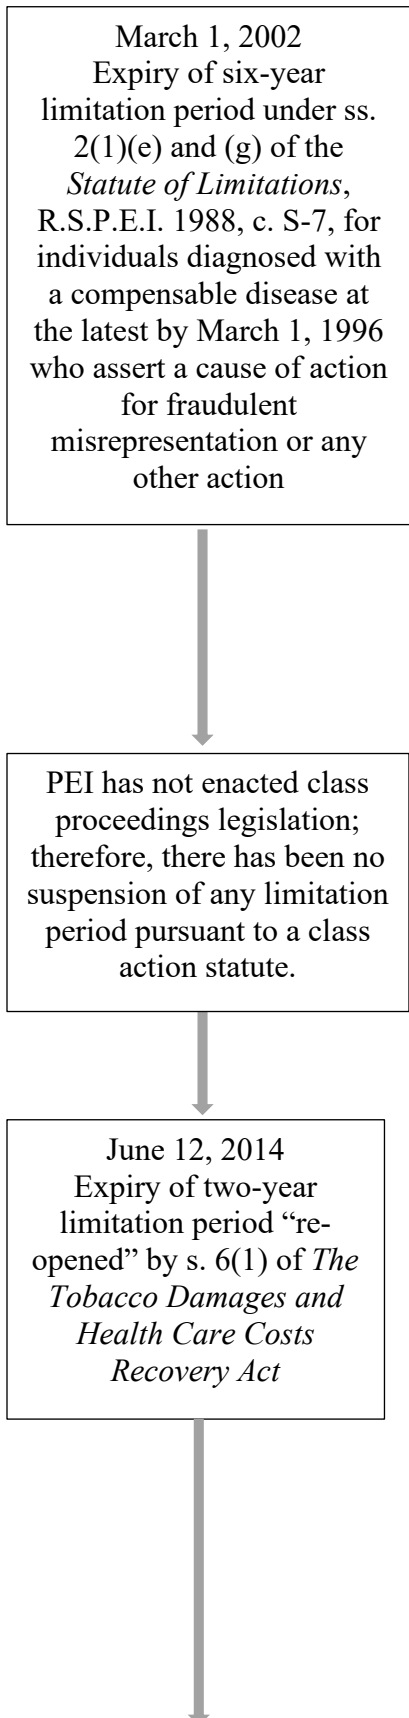 March 1, 2002
Expiry of six-year
limitation period under ss.
2(1)(e) and (g) of the
Statute of Limitations,
R.S.P.E.I. 1988, c. S-7, for
individuals diagnosed with
a compensable disease at
the latest by March 1, 1996
who assert a cause of action
for fraudulent
misrepresentation or any
other action
PEI has not enacted class
proceedings legislation;
therefore, there has been no
suspension of any limitation
period pursuant to a class
action statute.
June 12, 2014
Expiry of two-year
limitation period “re-
opened” by s. 6(1) of The
Tobacco Damages and
Health Care Costs
Recovery Act